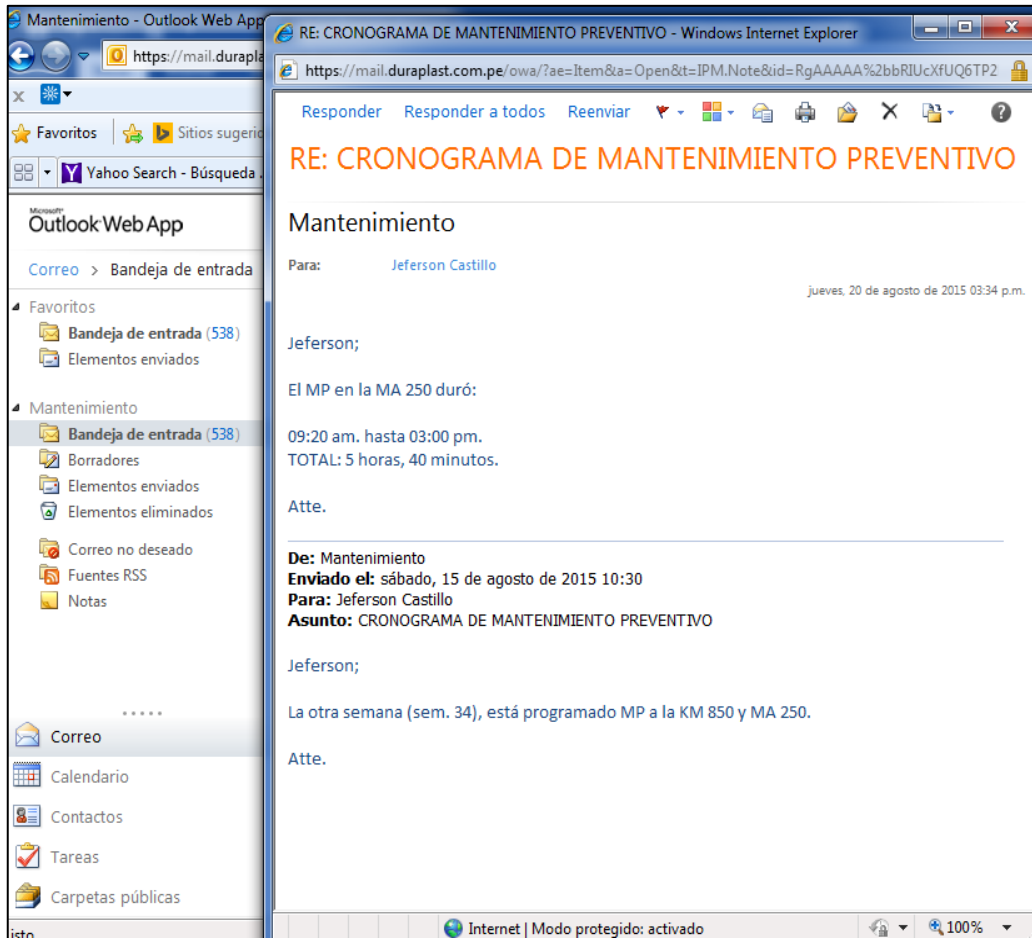 Mantenimiento - Outlook Web App
https://mail.durapla
Favoritos
Sitios sugeric
Yahoo Search - Búsqueda .
Microsoft
Outlook Web App
Correo > Bandeja de entrada
Favoritos
Bandeja de entrada (538)
Elementos enviados
Mantenimiento
Bandeja de entrada (538)
Borradores
Elementos enviados
Elementos eliminados
Correo no deseado
Fuentes RSS
Notas
Correo
Calendario
Contactos
Tareas
Carpetas públicas
isto
RE: CRONOGRAMA DE MANTENIMIENTO PREVENTIVO - Windows Internet Explorer
https://mail.duraplast.com.pe/owa/?ae=Item&a=Open&t=IPM.Note&id=RgAAAAA%2bbRIUcXfUQ6TP2
Responder Responder a todos Reenviar
RE: CRONOGRAMA DE MANTENIMIENTO PREVENTIVO
Mantenimiento
Para: Jeferson Castillo
jueves, 20 de agosto de 2015 03:34 p.m.
Jeferson;
El MP en la MA 250 duró:
09:20 am. hasta 03:00 pm.
TOTAL: 5 horas, 40 minutos.
Atte.
De: Mantenimiento
Enviado el: sábado, 15 de agosto de 2015 10:30
Para: Jeferson Castillo
Asunto: CRONOGRAMA DE MANTENIMIENTO PREVENTIVO
Jeferson;
La otra semana (sem. 34), está programado MP a la KM 850 y MA 250.
Atte.
Internet | Modo protegido: activado
100%